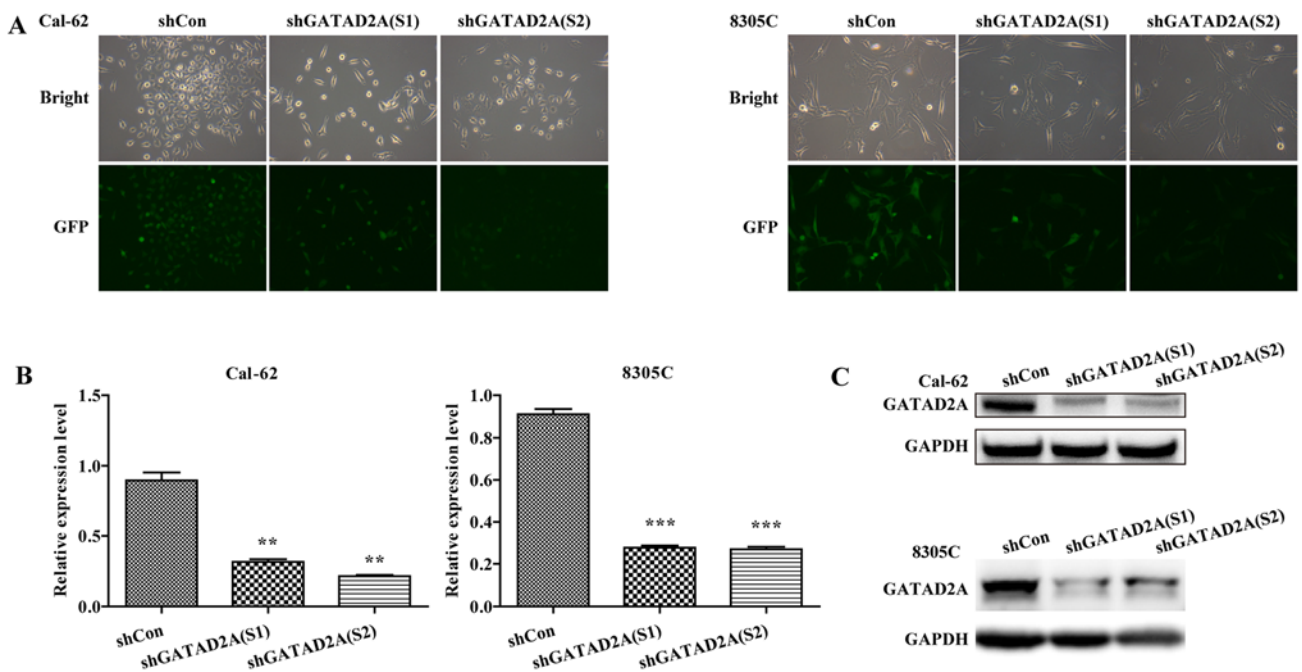 A
Cal-62
shCon
shGATAD2A(S1)
shGATAD2A(S2)
Bright
GFP
8305C
shCon
shGATAD2A(S1)
shGATAD2A(S2)
Bright
GFP
B
Cal-62
Relative expression level
1.5
1.0
0.5
0.0
**
**
shCon
shGATAD2A(S1)
shGATAD2A(S2)
8305C
Relative expression level
1.0
0.8
0.6
0.4
0.2
0.0
***
***
shCon
shGATAD2A(S1)
shGATAD2A(S2)
C
Cal-62
shCon
shGATAD2A(S1)
shGATAD2A(S2)
GATAD2A
GAPDH
8305C
shCon
shGATAD2A(S1)
shGATAD2A(S2)
GATAD2A
GAPDH